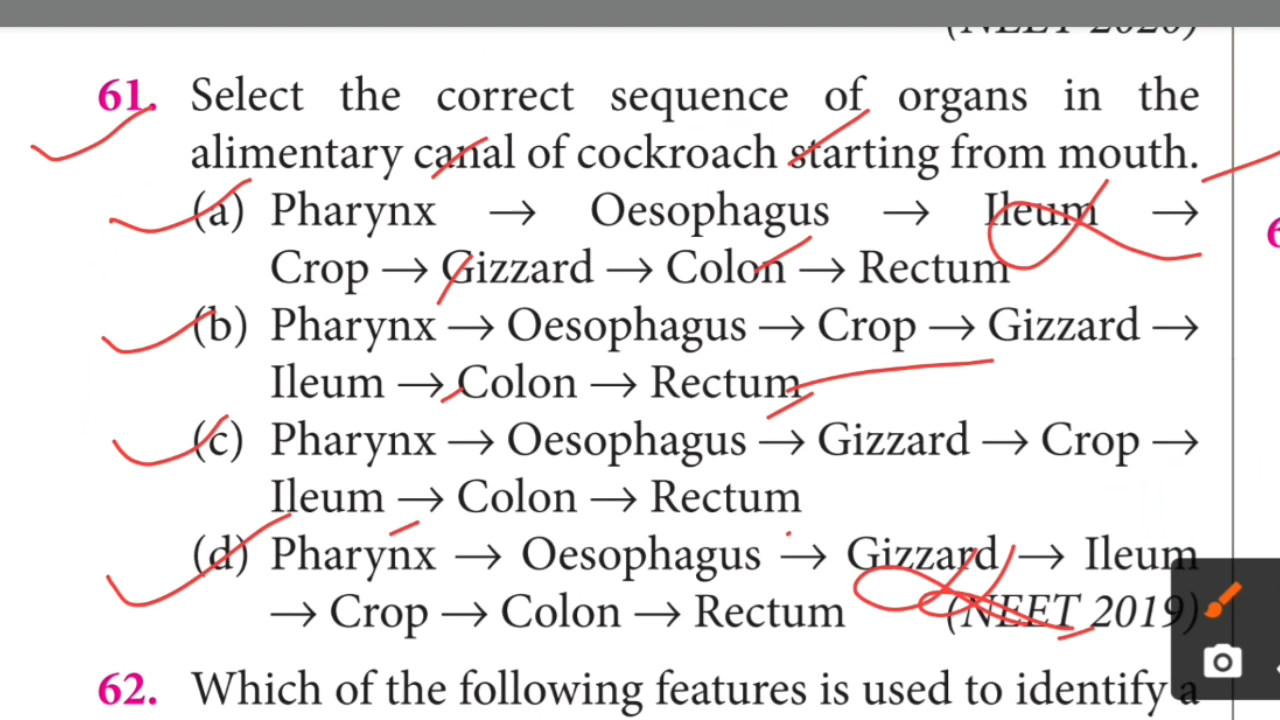 (NEET 2020)
61. Select the correct sequence of organs in the
alimentary canal of cockroach starting from mouth.
(a) Pharynx → Oesophagus → Ileum →
Crop → Gizzard → Colon → Rectum
(b) Pharynx → Oesophagus → Crop → Gizzard →
Ileum → Colon → Rectum
(c) Pharynx → Oesophagus → Gizzard → Crop →
Ileum → Colon → Rectum
(d) Pharynx → Oesophagus → Gizzard → Ileum
→ Crop → Colon → Rectum (NEET 2019)
62. Which of the following features is used to identify a